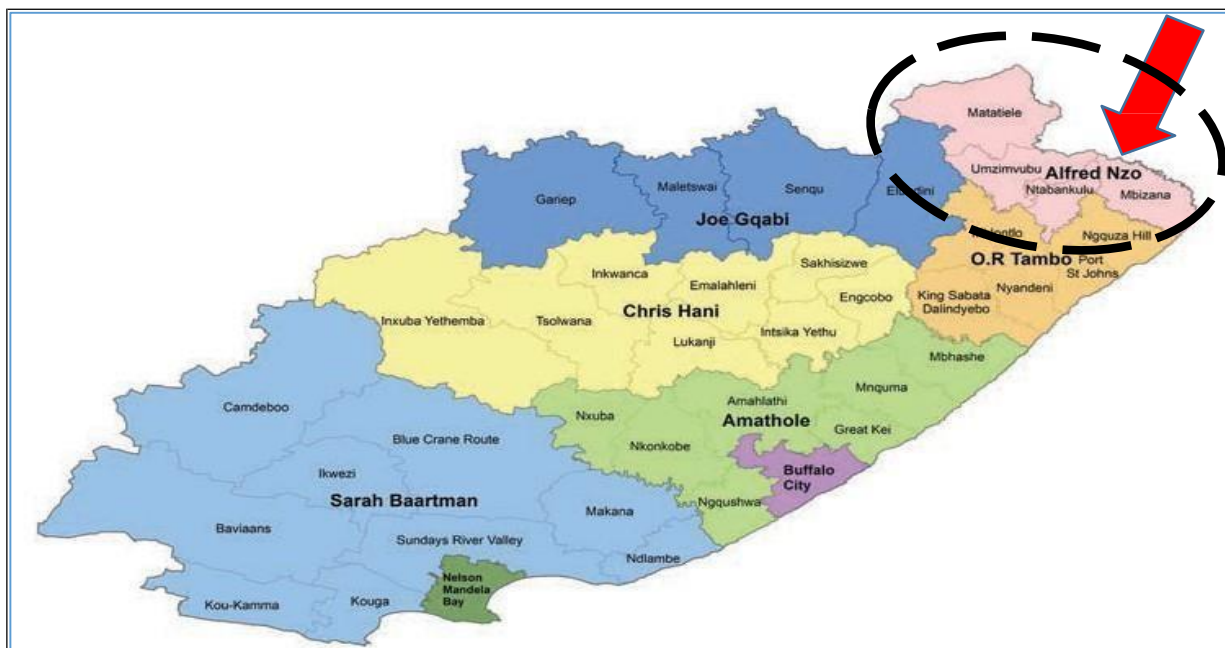 Matatiele
Umzimvubu
Alfred Nzo
Ntabankulu
Mbizana
Gariep
Maletswai
Senqu
Joe Gqabi
Ngquza Hill
O.R Tambo
Port
St Johns
Nyandeni
King Sabata
Dalindyebo
Inkwanca
Sakhisizwe
Emalahleni
Engcobo
Chris Hani
Inxuba Yethemba
Tsolwana
Intsika Yethu
Lukanji
Mbhashe
Mnquma
Amahlathi
Nxuba
Amathole
Great Kei
Nkonkobe
Buffalo
City
Ngqushwa
Camdeboo
Blue Crane Route
Ikwezi
Sarah Baartman
Makana
Baviaans
Sundays River Valley
Ndlambe
Nelson
Mandela
Bay
Kouga
Kou-Kamma